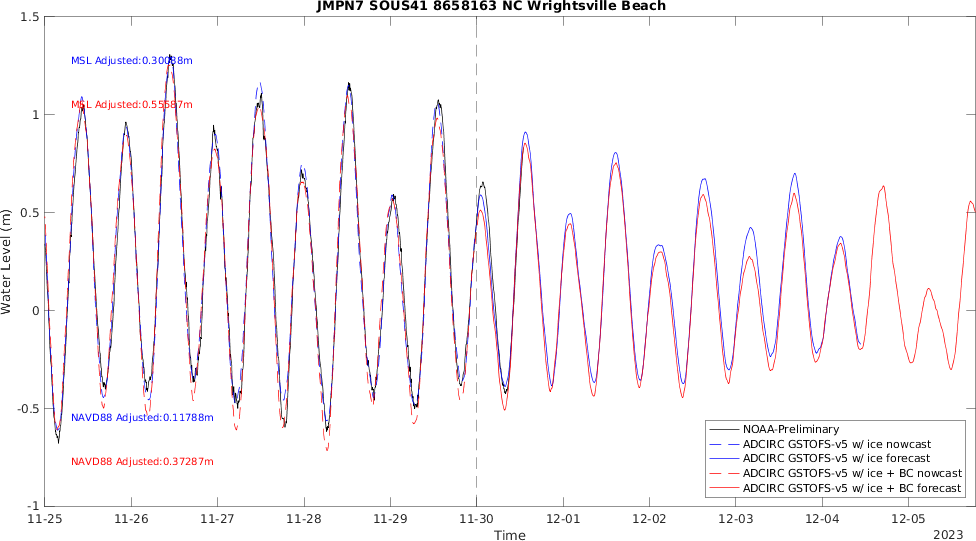 JMPN7 SOUS41 8658163 NC Wrightsville Beach
1.5
1
0.5
0
-0.5
-1
Water Level (m)
MSL Adjusted:0.30088m
MSL Adjusted:0.55587m
NAVD88 Adjusted:0.11788m
NAVD88 Adjusted:0.37287m
NOAA-Preliminary
ADCIRC GSTOFS-v5 w/ ice nowcast
ADCIRC GSTOFS-v5 w/ ice forecast
ADCIRC GSTOFS-v5 w/ ice + BC nowcast
ADCIRC GSTOFS-v5 w/ ice + BC forecast
11-25 11-26 11-27 11-28 11-29 11-30 12-01 12-02 12-03 12-04 12-05
Time
2023